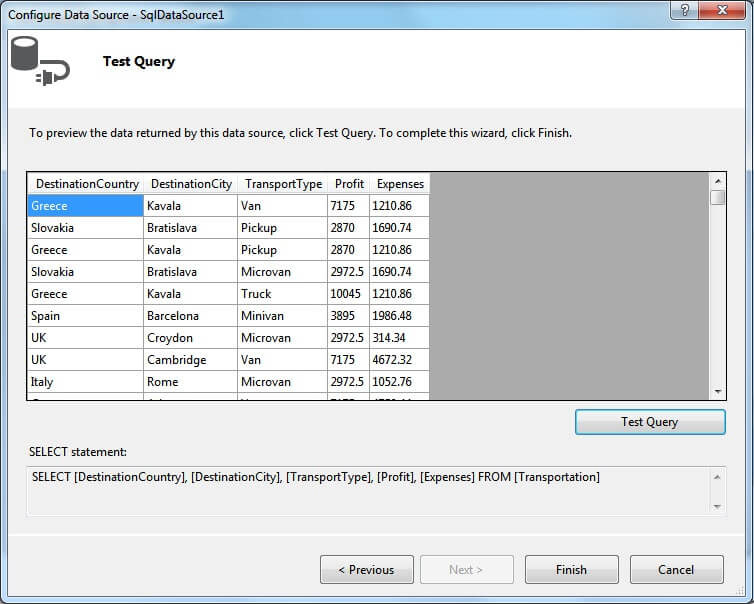 Configure Data Source - SqlDataSource1
Test Query
To preview the data returned by this data source, click Test Query. To complete this wizard, click Finish.
DestinationCountry DestinationCity TransportType Profit Expenses
Greece Kavala Van 7175 1210.86
Slovakia Bratislava Pickup 2870 1690.74
Greece Kavala Pickup 2870 1210.86
Slovakia Bratislava Microvan 2972.5 1690.74
Greece Kavala Truck 10045 1210.86
Spain Barcelona Minivan 3895 1986.48
UK Croydon Microvan 2972.5 314.34
UK Cambridge Van 7175 4672.32
Italy Rome Microvan 2972.5 1052.76
Test Query
SELECT statement:
SELECT [DestinationCountry], [DestinationCity], [TransportType], [Profit], [Expenses] FROM [Transportation]
< Previous Next > Finish Cancel